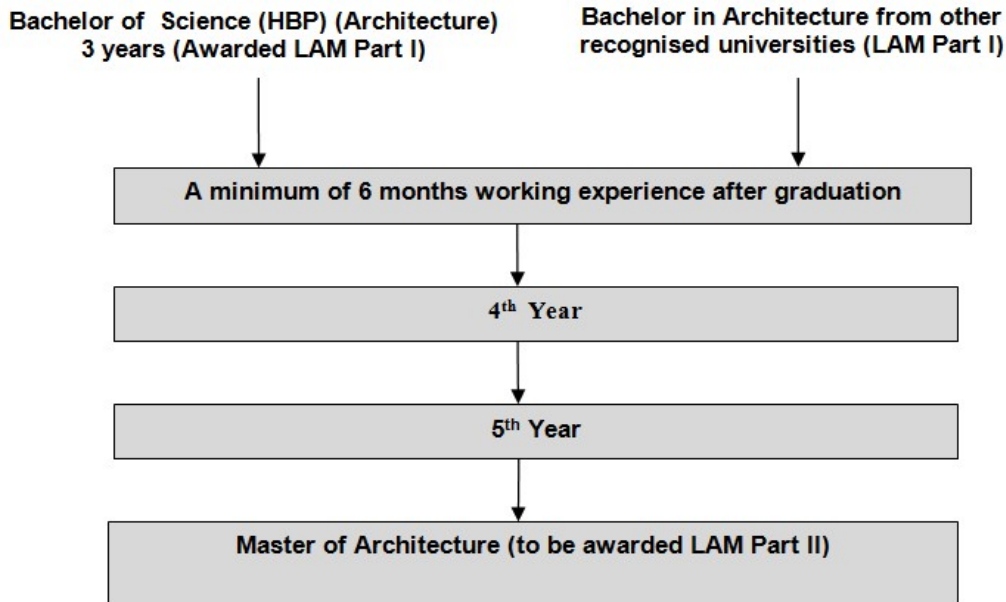 Bachelor of Science (HBP) (Architecture)
3 years (Awarded LAM Part I)
Bachelor in Architecture from other
recognised universities (LAM Part I)
A minimum of 6 months working experience after graduation
4th Year
5th Year
Master of Architecture (to be awarded LAM Part II)